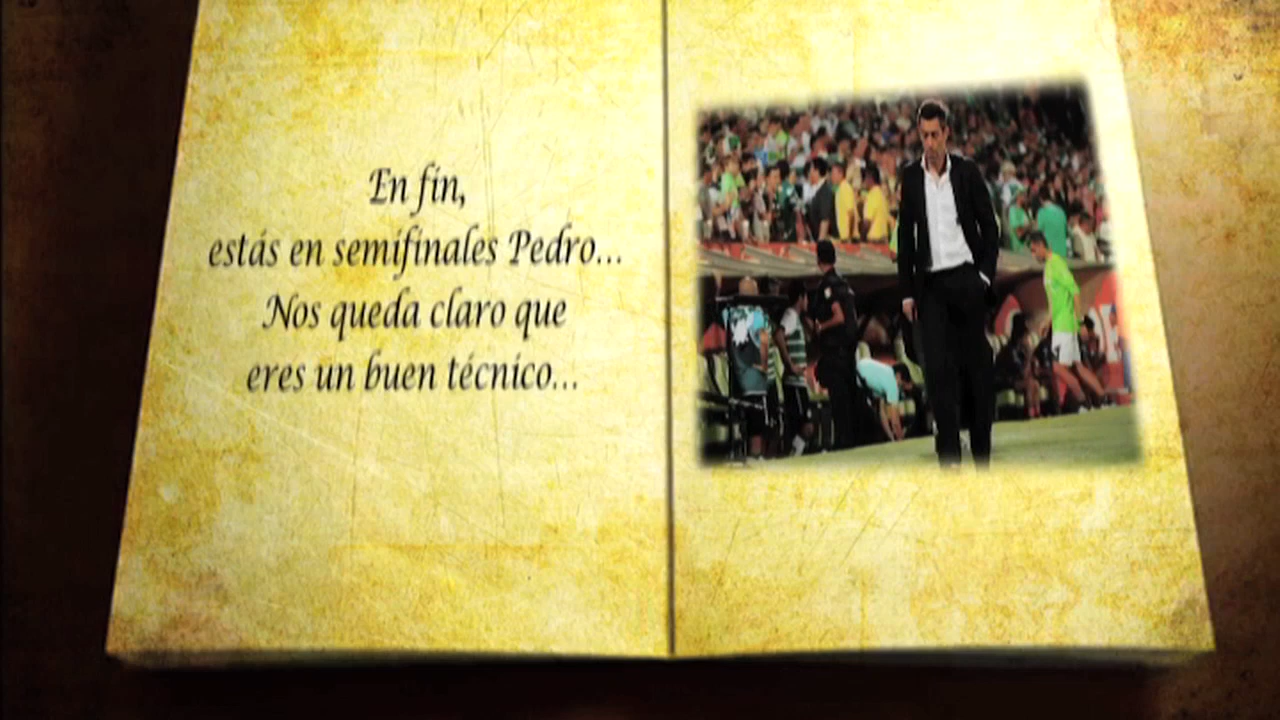 En fin,
estás en semifinales Pedro...
Nos queda claro que
eres un buen técnico...